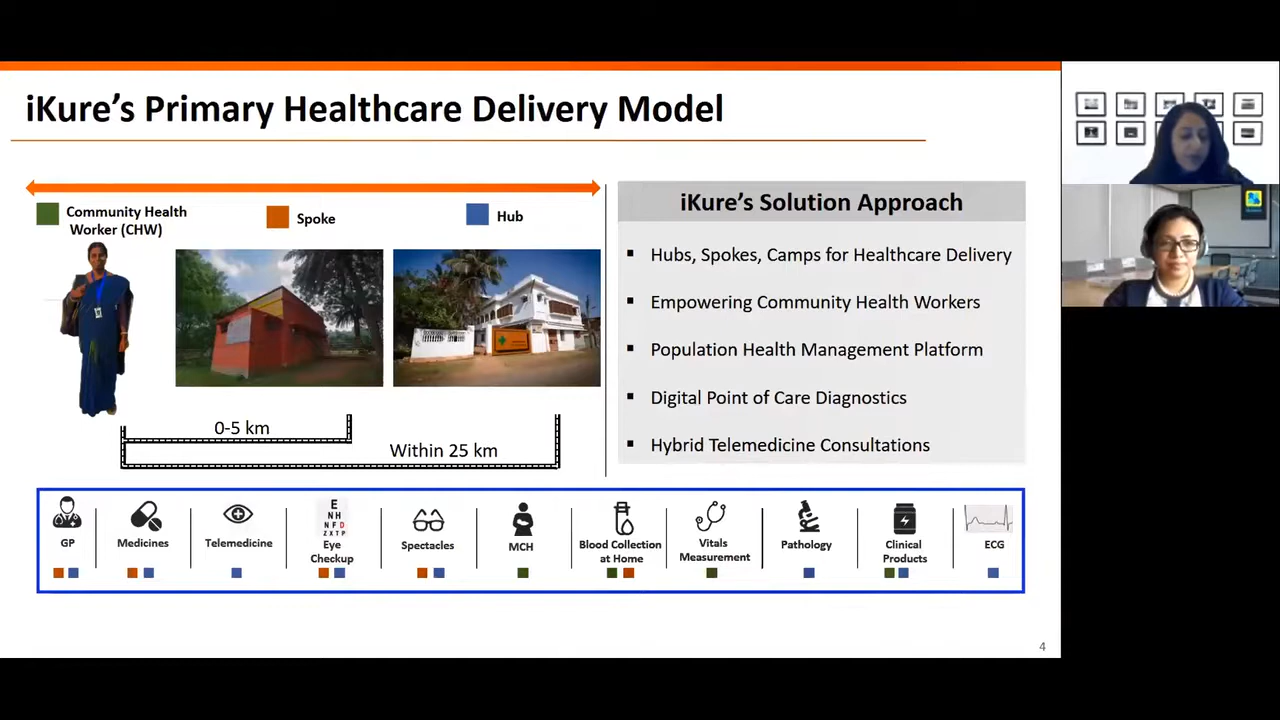 iKure's Primary Healthcare Delivery Model
Community Health
Worker (CHW)
Spoke
Hub
0-5 km
Within 25 km
iKure's Solution Approach
▪ Hubs, Spokes, Camps for Healthcare Delivery
▪ Empowering Community Health Workers
▪ Population Health Management Platform
▪ Digital Point of Care Diagnostics
▪ Hybrid Telemedicine Consultations
GP
Medicines
Telemedicine
E
N H
N F D
Z X T P
Eye
Checkup
Spectacles
MCH
Blood Collection
at Home
Vitals
Measurement
Pathology
Clinical
Products
ECG
4